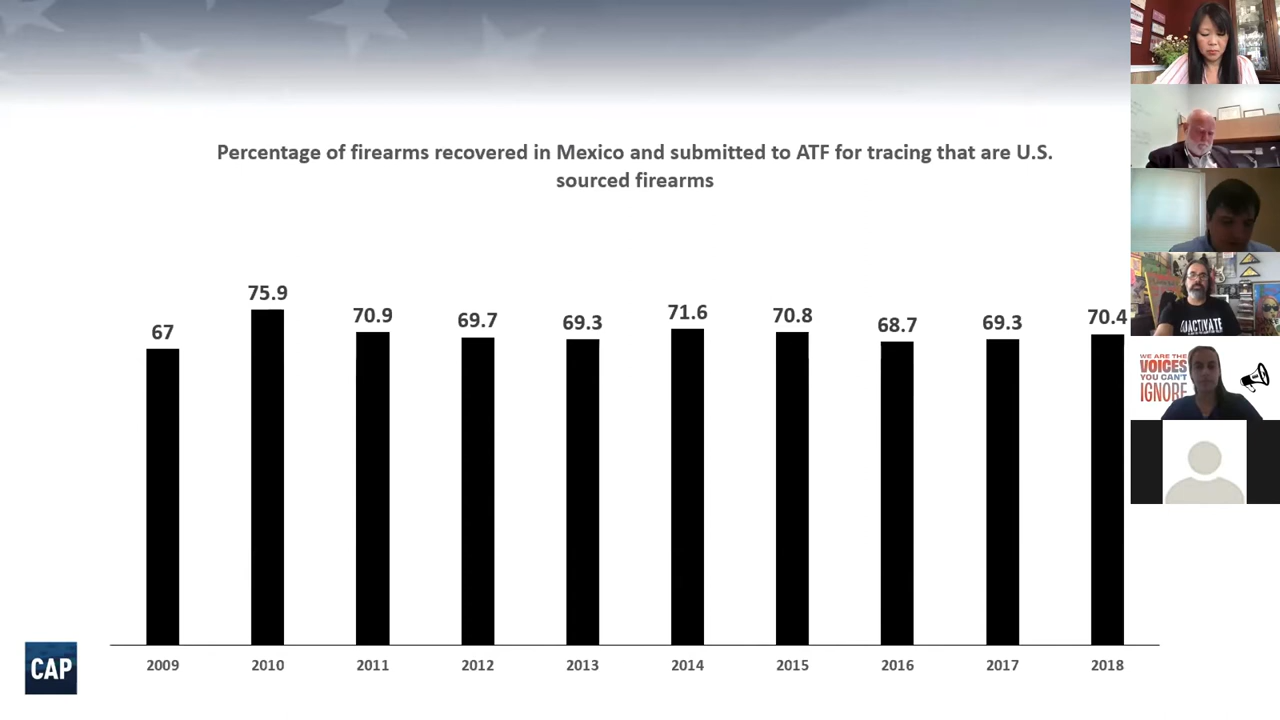 Percentage of firearms recovered in Mexico and submitted to ATF for tracing that are U.S.
sourced firearms
67
75.9
70.9
69.7
69.3
71.6
70.8
68.7
69.3
70.4
2009
2010
2011
2012
2013
2014
2015
2016
2017
2018
CAP
WE ARE THE
VOICES
YOU CAN'T
IGNORE